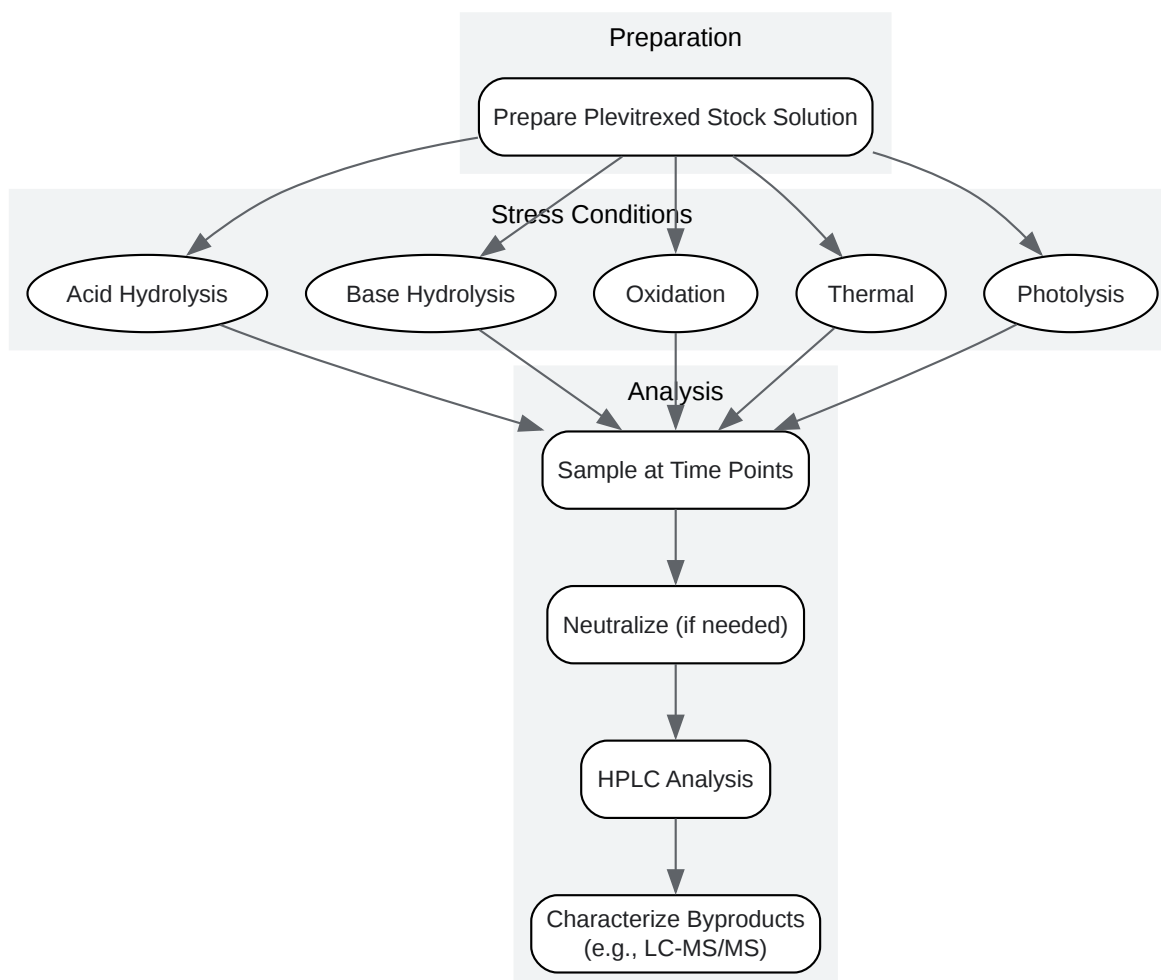 Preparation
Prepare Plevitrexed Stock Solution
Stress Conditions
Acid Hydrolysis
Base Hydrolysis
Oxidation
Thermal
Photolysis
Analysis
Sample at Time Points
Neutralize (if needed)
HPLC Analysis
Characterize Byproducts
(e.g., LC-MS/MS)